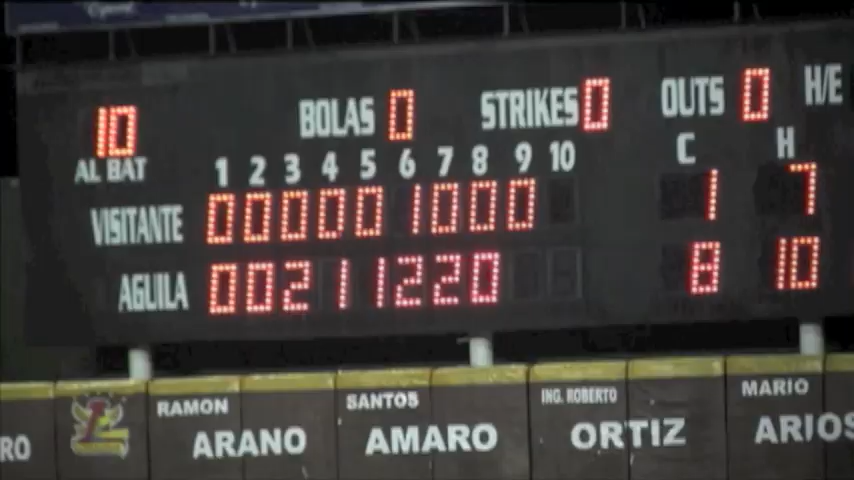 BOLAS 0 STRIKES 0 OUTS 0 H/E
10
AL BAT
1 2 3 4 5 6 7 8 9 10 C H
VISITANTE 0 0 0 0 0 1 0 0 0 1 7
AGUILA 0 0 2 1 1 2 2 0 8 10
RO
RAMON
ARANO
SANTOS
AMARO
ING. ROBERTO
ORTIZ
MARIO
ARIOS